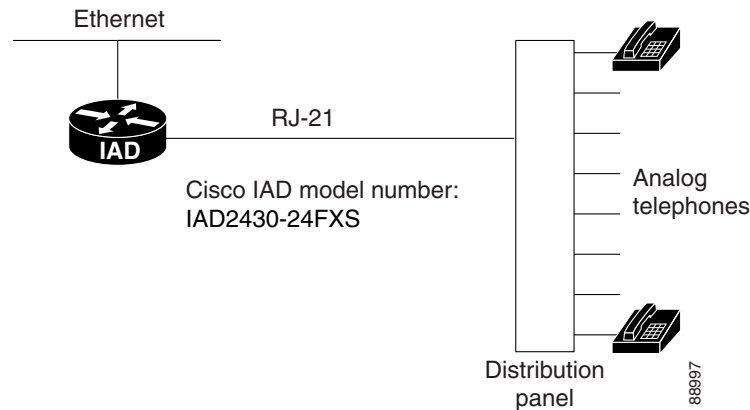 Ethernet
IAD
RJ-21
Cisco IAD model number:
IAD2430-24FXS
Analog
telephones
Distribution
panel
88997